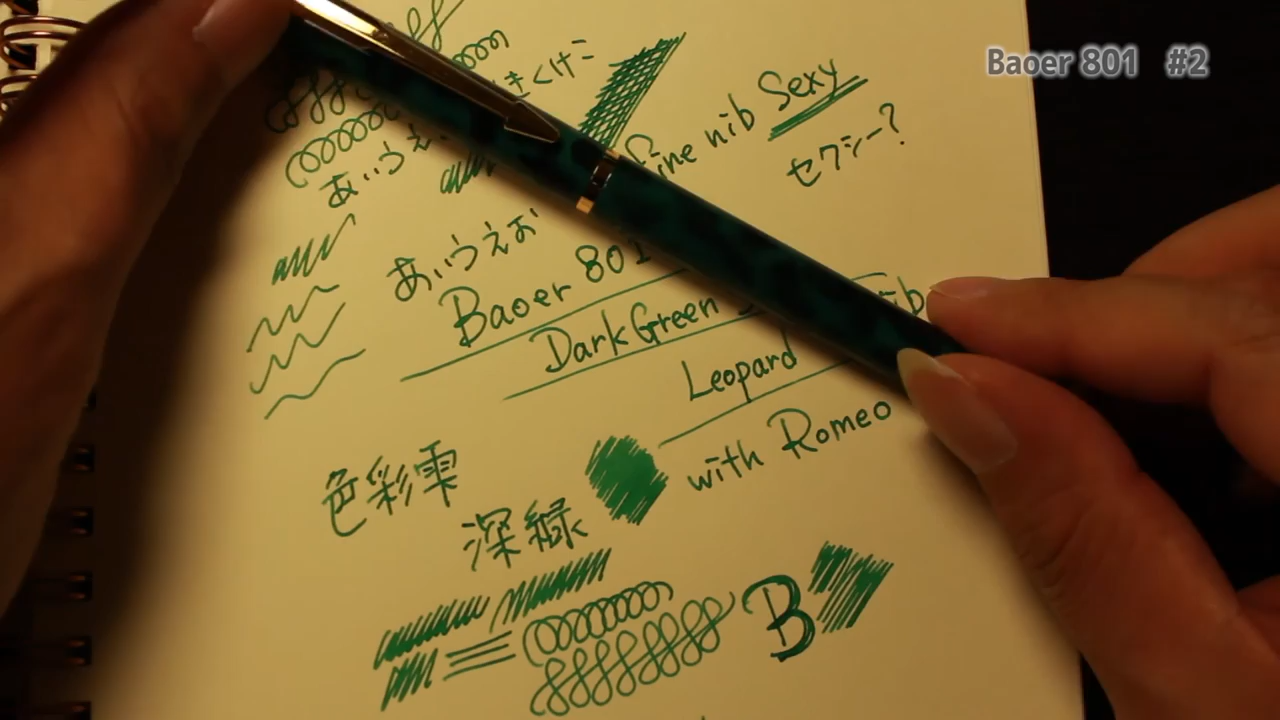 Baoer 801 #2
きくけこ
あいうえ
fine nib Sexy
セクシー?
あいうえお
Baoer 801
Dark Green
Leopard
with Romeo
色彩雫
深緑
B